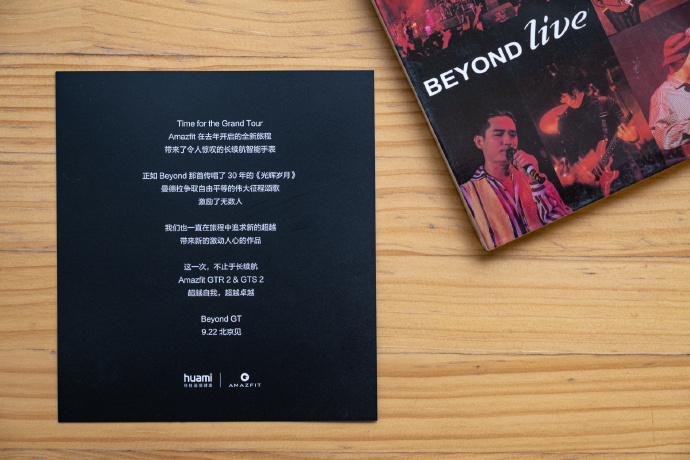 Time for the Grand Tour
Amazfit 在去年开启的全新旅程
带来了令人惊叹的长续航智能手表
正如 Beyond 那首传唱了 30 年的《光辉岁月》
曼德拉争取自由平等的伟大征程颂歌
激励了无数人
我们也一直在旅程中追求新的超越
带来新的激动人心的作品
这一次，不止于长续航
Amazfit GTR 2 & GTS 2
超越自我，超越卓越
Beyond GT
9.22 北京见
huami
AMAZFIT
BEYOND live